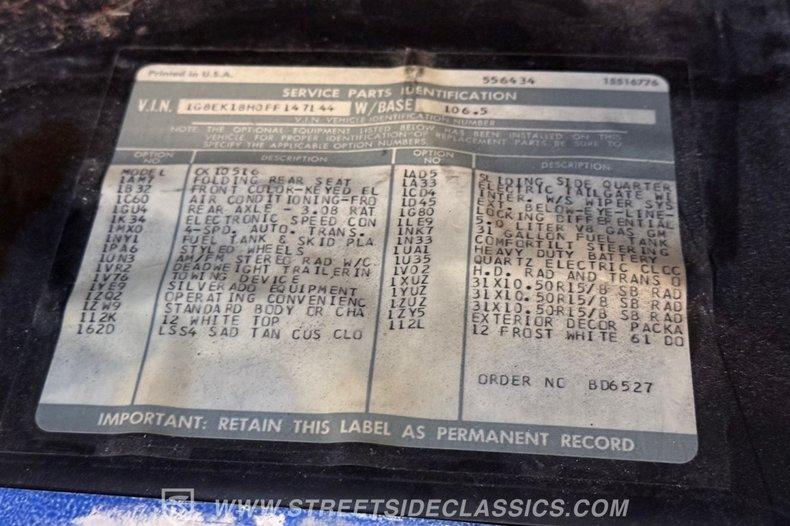 Printed in U.S.A. 556434 15516776
SERVICE PARTS IDENTIFICATION
V.I.N. 1G8EK18H0FF147144 W/BASE 106.5
V.I.N. VEHICLE IDENTIFICATION NUMBER
NOTE: THE OPTIONAL EQUIPMENT LISTED BELOW HAS BEEN INSTALLED ON THIS
VEHICLE. FOR PROPER IDENTIFICATION OF REPLACEMENT PARTS BE SURE TO
SPECIFY THE APPLICABLE OPTION NUMBERS.
OPTION NO DESCRIPTION
MODEL CK10516
1AM7 FOLDING REAR SEAT
1B32 FRONT COLOR-KEYED FL
1C60 AIR CONDITIONING-FRO
1GU4 REAR AXLE - 3.08 RAT
1K34 ELECTRONIC SPEED CON
1MX0 4-SPD. AUTO. TRANS.
1NY1 FUEL TANK & SKID PLA
1PA6 STYLED WHEELS
1UN3 AM/FM STEREO RAD W/C
1VR2 DEADWEIGHT TRAILERIN
1V76 TOWING DEVICE
1YE9 SILVERADO EQUIPMENT
1ZQ2 OPERATING CONVENIENC
1ZW9 STANDARD BODY OR CHA
112K 12 WHITE TOP
162D LSS4 SAD TAN CUS CLO
OPTION NO DESCRIPTION
1AD5 SLIDING SIDE QUARTER
1A33 ELECTRIC TAILGATE WI
1CD4 INTER. W/S WIPER SYS
1D45 EXT. BELOW-EYE-LINE-
1G80 LOCKING DIFFERENTIAL
1LE9 5.0 LITER V8 GAS GM
1NK7 31 GALLON FUEL TANK
1N33 COMFORTILT STEERING
1UA1 HEAVY DUTY BATTERY
1U35 QUARTZ ELECTRIC CLOC
1V02 H.D. RAD AND TRANS O
1XUZ 31X10.50R15/B SB RAD
1YUZ 31X10.50R15/B SB RAD
1ZUZ 31X10.50R15/B SB RAD
1ZY5 EXTERIOR DECOR PACKA
112L 12 FROST WHITE 61 DO
ORDER NO BD6527
IMPORTANT: RETAIN THIS LABEL AS PERMANENT RECORD
WWW.STREETSIDECLASSICS.COM